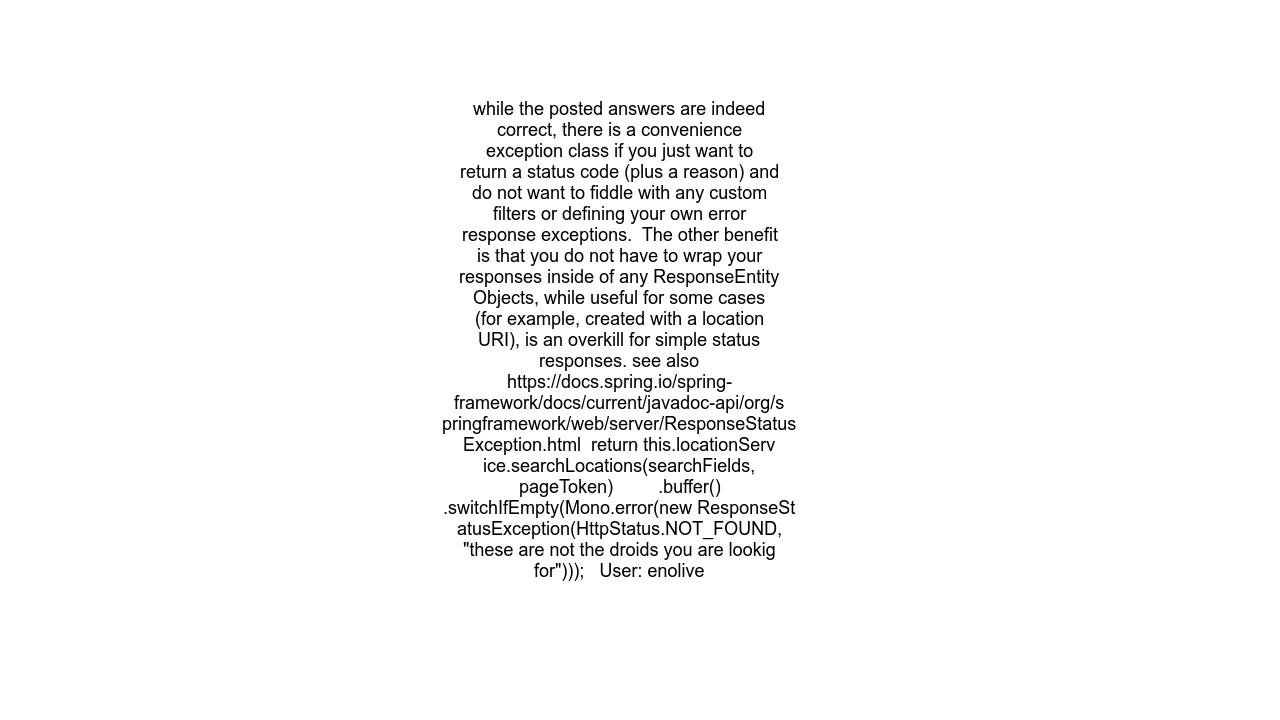 while the posted answers are indeed
correct, there is a convenience
exception class if you just want to
return a status code (plus a reason) and
do not want to fiddle with any custom
filters or defining your own error
response exceptions.  The other benefit
is that you do not have to wrap your
responses inside of any ResponseEntity
Objects, while useful for some cases
(for example, created with a location
URI), is an overkill for simple status
responses. see also
https://docs.spring.io/spring-
framework/docs/current/javadoc-api/org/s
pringframework/web/server/ResponseStatus
Exception.html  return this.locationServ
ice.searchLocations(searchFields,
pageToken)         .buffer()
.switchIfEmpty(Mono.error(new ResponseSt
atusException(HttpStatus.NOT_FOUND,
"these are not the droids you are lookig
for")));   User: enolive